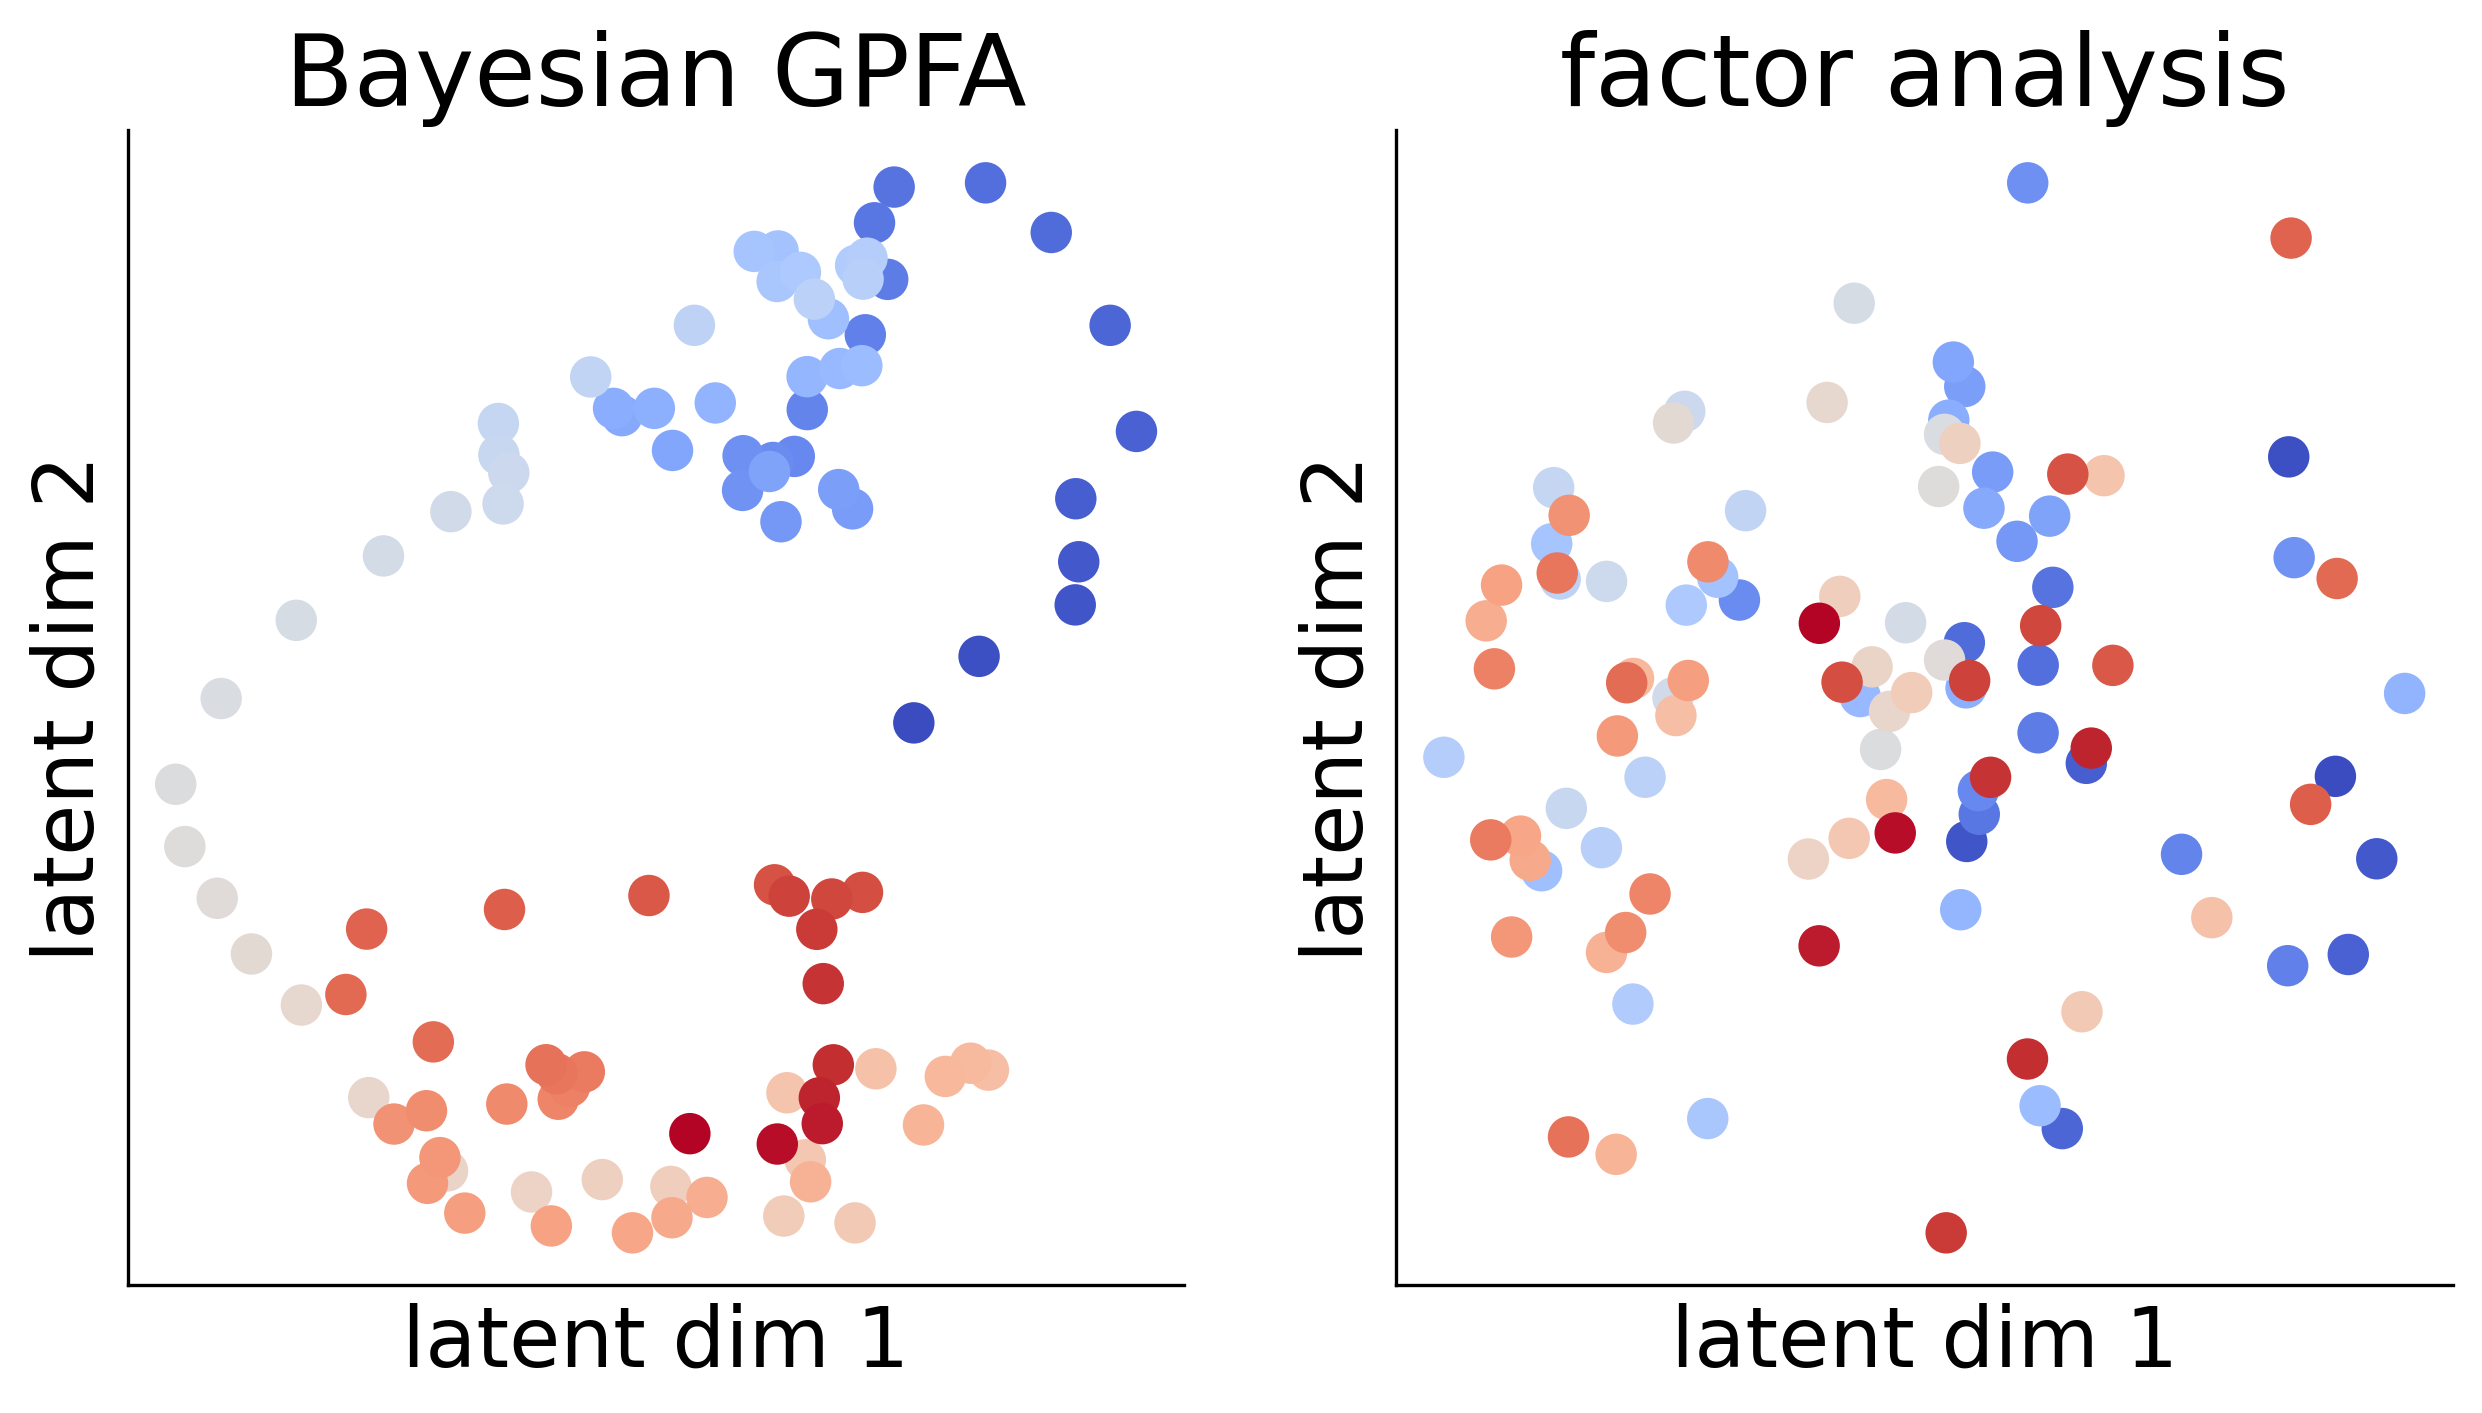 Bayesian GPFA
latent dim 2
latent dim 1
factor analysis
latent dim 2
latent dim 1